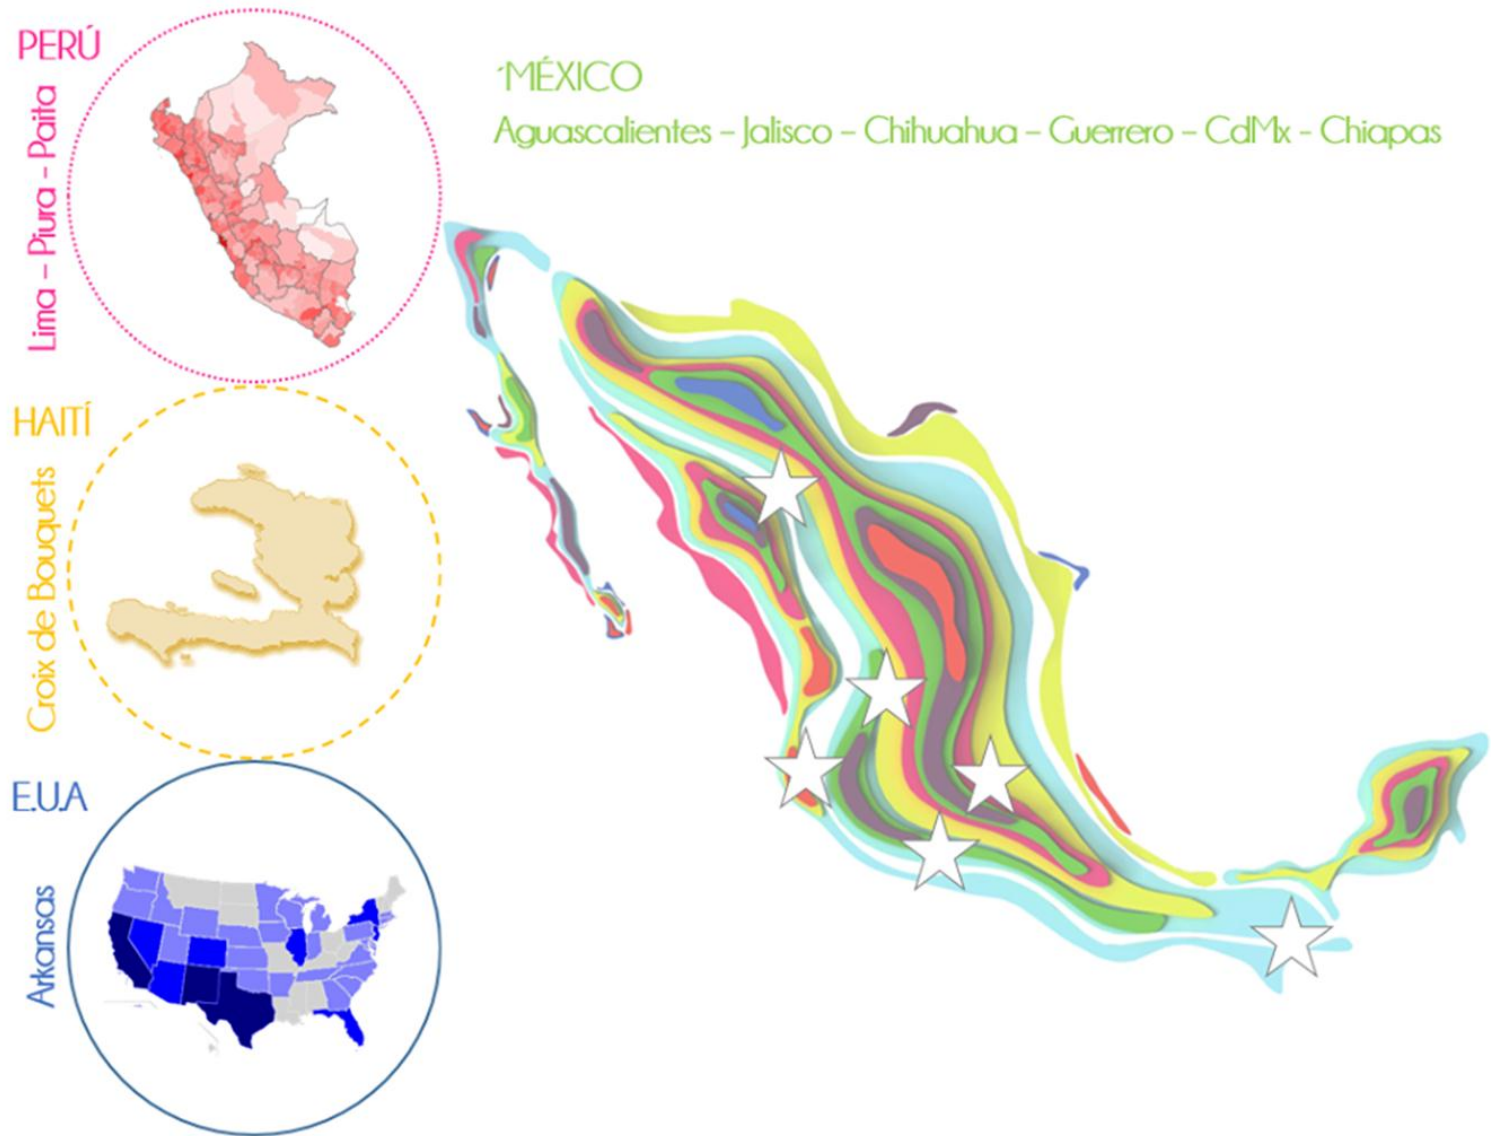 PERÚ
Lima – Piura - Paita
HAITÍ
Croix de Bouquets
E.U.A
Arkansas
´MÉXICO
Aguascalientes – Jalisco – Chihuahua – Guerrero – CdMx - Chiapas